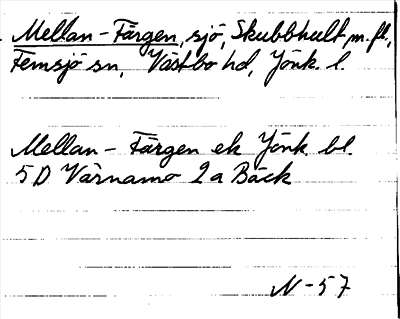 Mellan-Färgen, sjö, Skubbhult m. fl.,
Femsjö sn, Västbo hd, Jönk. l.
Mellan-Färgen ek Jönk. bl.
5 D Värnamo 2 a Bäck
N-57